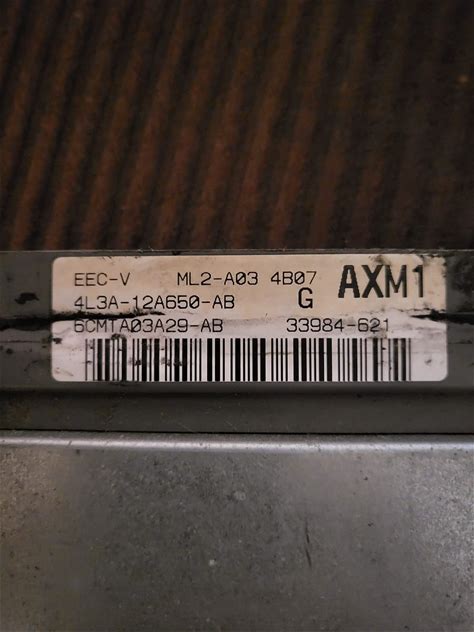 EEC-V ML2-A03 4B07 AXM1
4L3A-12A650-AB G
6CM1A03A29-AB 33984-621